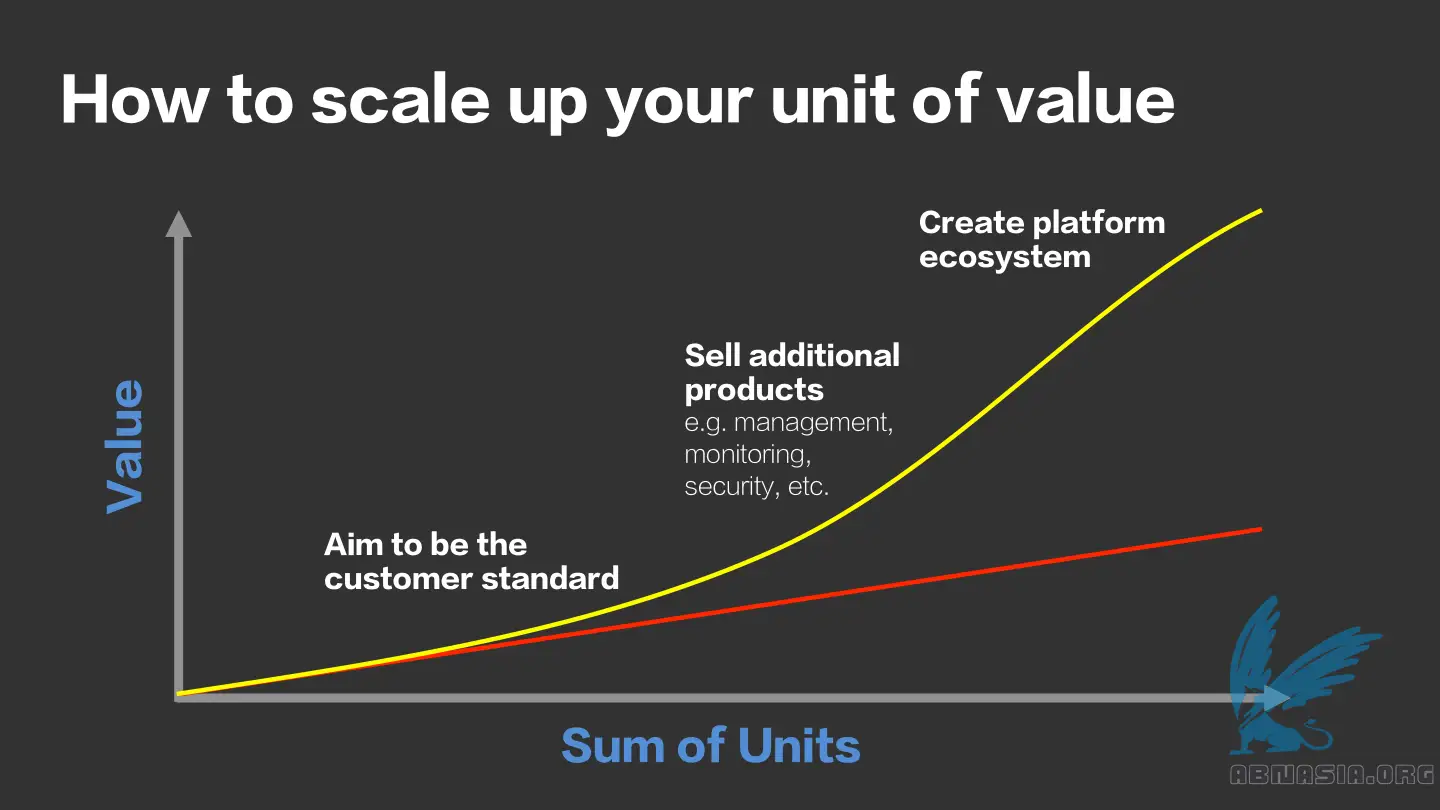 How to scale up your unit of value
Create platform
ecosystem
Sell additional
products
e.g. management,
monitoring,
security, etc.
Aim to be the
customer standard
Value
Sum of Units
ABNASIA.ORG